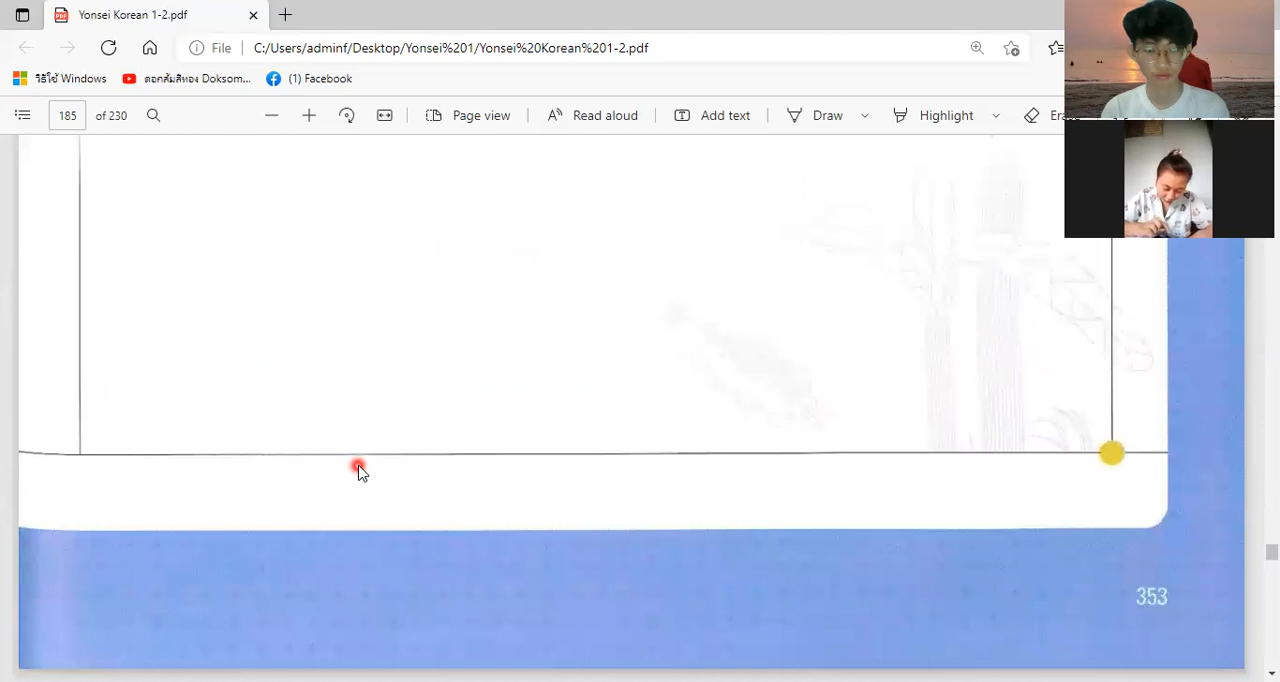 Yonsei Korean 1-2.pdf
File
C:/Users/adminf/Desktop/Yonsei%201/Yonsei%20Korean%201-2.pdf
วิธีใช้ Windows
ดอกส้มสีทอง Doksom...
(1) Facebook
185 of 230
Page view
Read aloud
Add text
Draw
Highlight
353